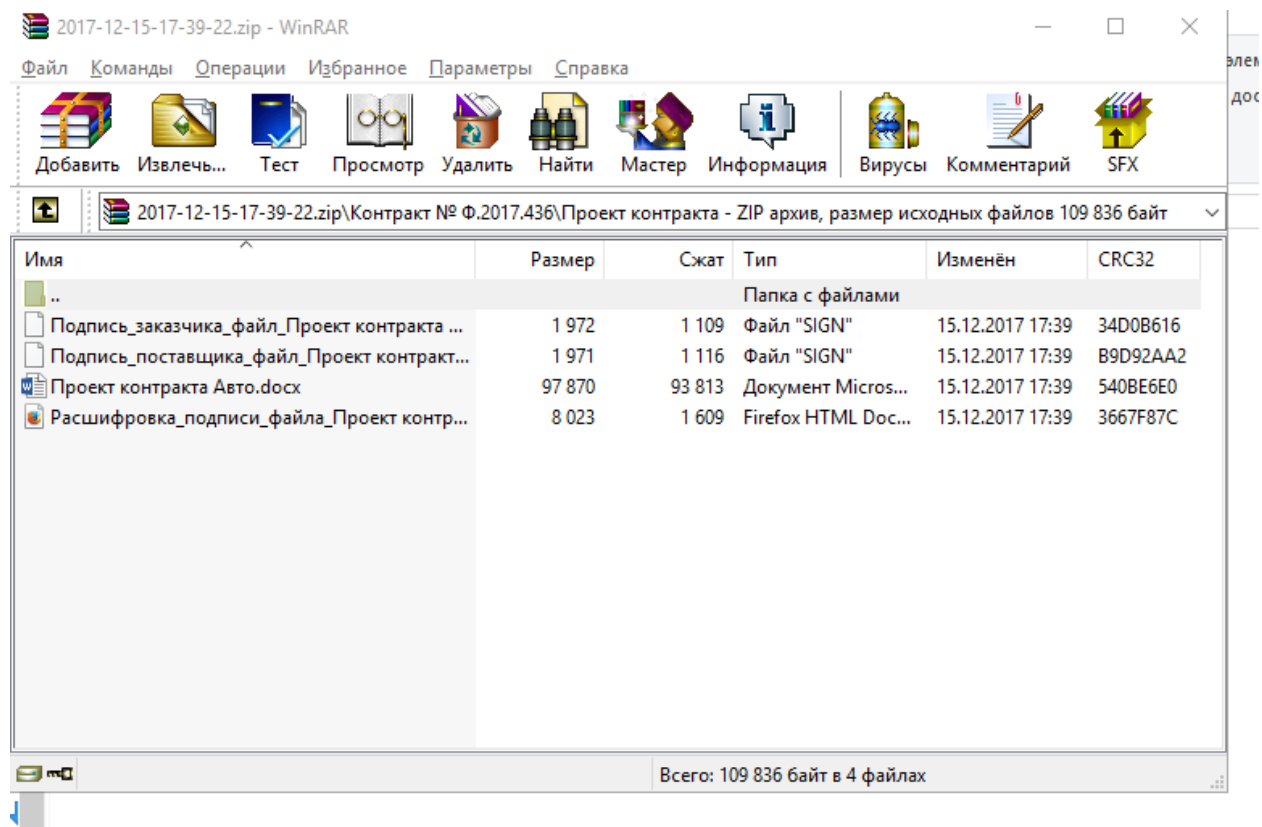 2017-12-15-17-39-22.zip - WinRAR
Файл Команды Операции Избранное Параметры Справка
Добавить Извлечь... Тест Просмотр Удалить Найти Мастер Информация Вирусы Комментарий SFX
2017-12-15-17-39-22.zip\Контракт № Ф.2017.436\Проект контракта - ZIP архив, размер исходных файлов 109 836 байт
Имя Размер Сжат Тип Изменён CRC32
.. Папка с файлами
Подпись_заказчика_файл_Проект контракта ... 1 972 1 109 Файл "SIGN" 15.12.2017 17:39 34D0B616
Подпись_поставщика_файл_Проект контракт... 1 971 1 116 Файл "SIGN" 15.12.2017 17:39 B9D92AA2
Проект контракта Авто.docx 97 870 93 813 Документ Micros... 15.12.2017 17:39 540BE6E0
Расшифровка_подписи_файла_Проект контр... 8 023 1 609 Firefox HTML Doc... 15.12.2017 17:39 3667F87C
Всего: 109 836 байт в 4 файлах